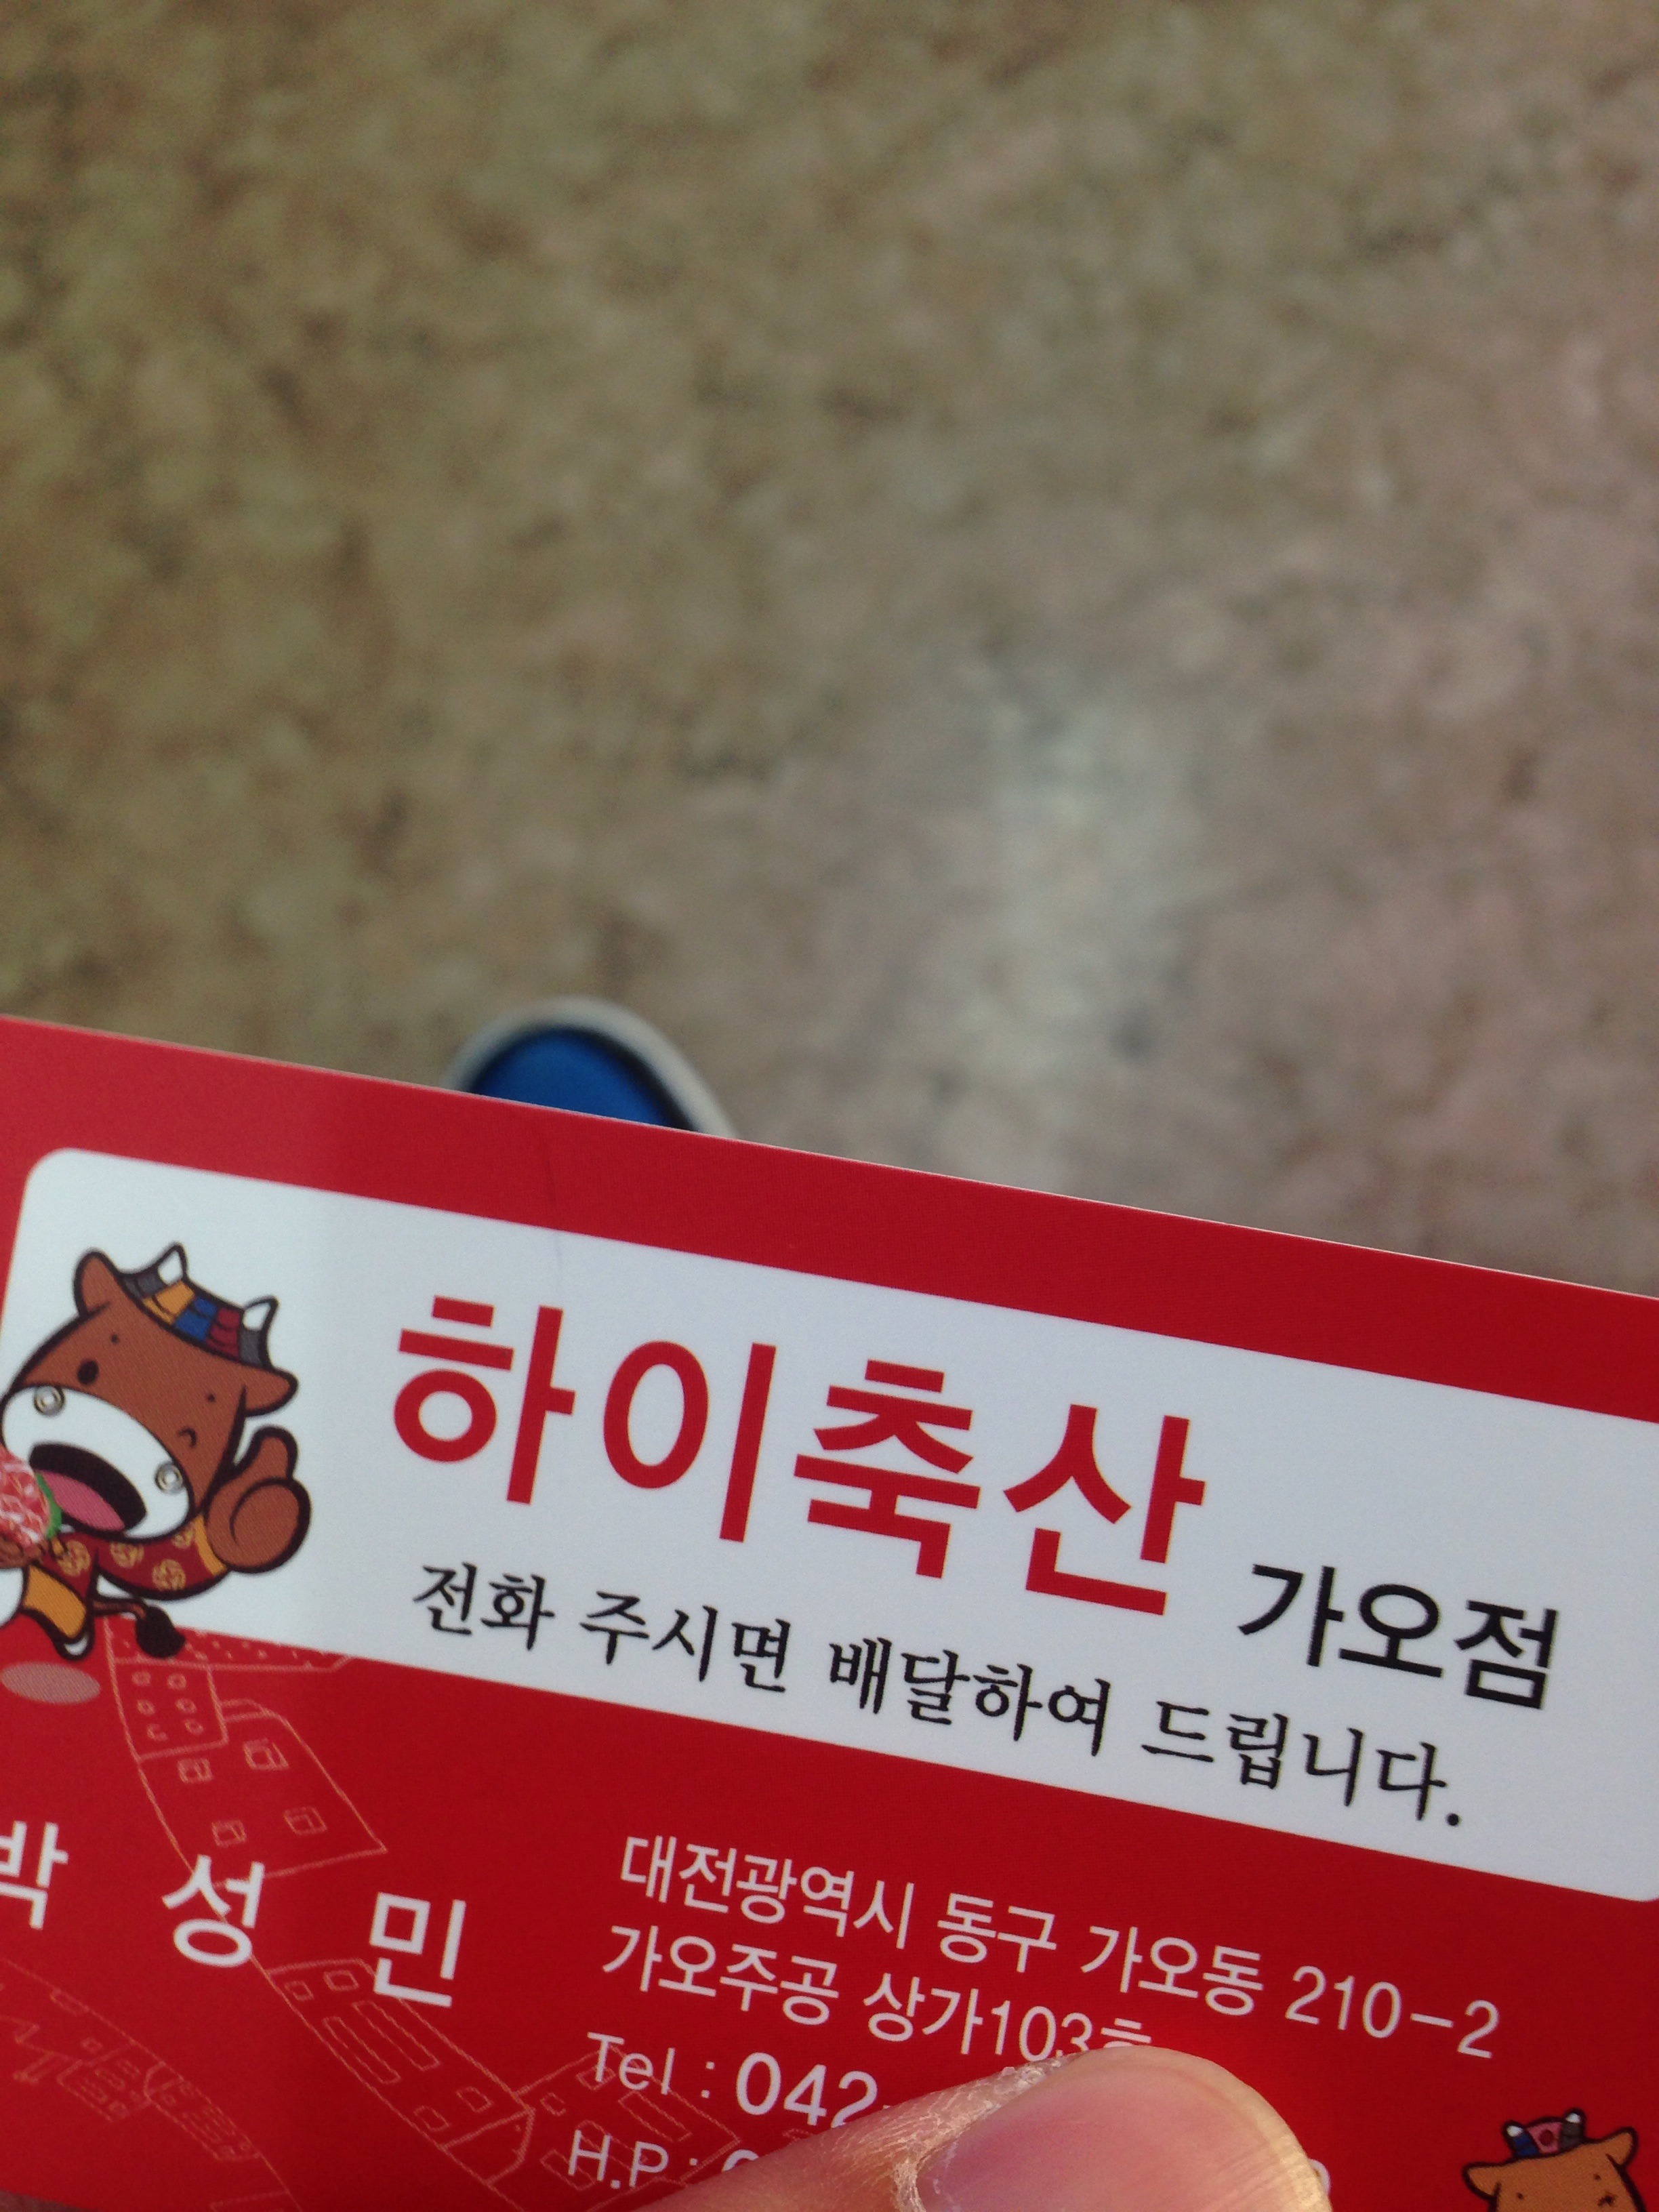 하이축산 가오점
전화 주시면 배달하여 드립니다.
박 성 민
대전광역시 동구 가오동 210-2
가오주공 상가103호
Tel : 042-
H.P :